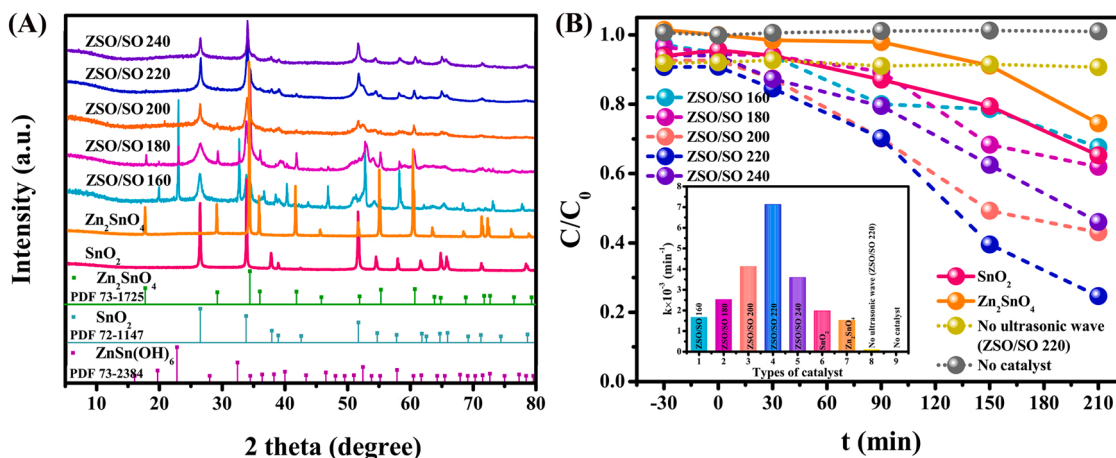 (A)
Intensity (a.u.)
ZSO/SO 240
ZSO/SO 220
ZSO/SO 200
ZSO/SO 180
ZSO/SO 160
Zn₂SnO₄
SnO₂
Zn₂SnO₄
PDF 73-1725
SnO₂
PDF 72-1147
ZnSn(OH)₆
PDF 73-2384
10 20 30 40 50 60 70 80
2 theta (degree)
(B)
C/C₀
1.0
0.8
0.6
0.4
0.2
0.0
ZSO/SO 160
ZSO/SO 180
ZSO/SO 200
ZSO/SO 220
ZSO/SO 240
k×10⁻³ (min⁻¹)
8
7
6
5
4
3
2
1
0
ZSO/SO 160
ZSO/SO 180
ZSO/SO 200
ZSO/SO 220
ZSO/SO 240
SnO₂
Zn₂SnO₄
No ultrasonic wave (ZSO/SO 220)
No catalyst
1 2 3 4 5 6 7 8 9
Types of catalyst
SnO₂
Zn₂SnO₄
No ultrasonic wave
(ZSO/SO 220)
No catalyst
-30 0 30 60 90 120 150 180 210
t (min)